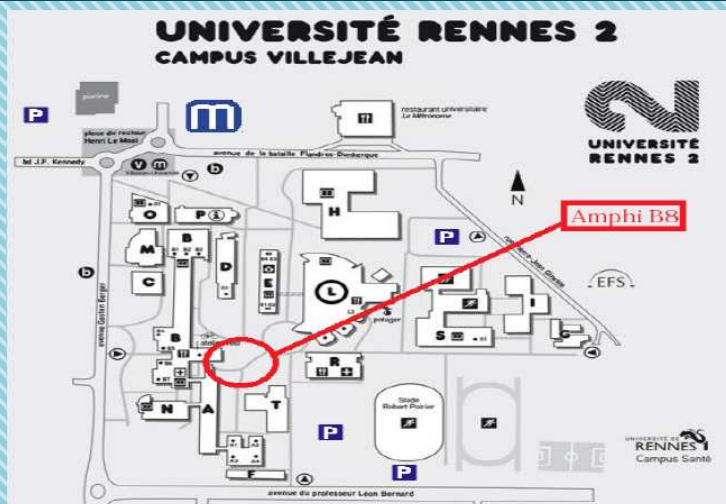 UNIVERSITÉ RENNES 2
CAMPUS VILLEJEAN
piscine
P
m
restaurant universitaire
Le Métronome
place du recteur
Henri Le Moal
UNIVERSITÉ
RENNES 2
bd J.P. Kennedy
avenue de la bataille Flandres-Dunkerque
v m
b
N
O
P i
H
Amphi B8
M
B
D
P
C
E
L
EFS
b
avenue Gaston Berger
potager
I
B
S
G
R
N
A
T
Stade
Robert Poirier
P
UNIVERSITÉ DE
RENNES 1
Campus Santé
F
P
avenue du professeur Léon Bernard